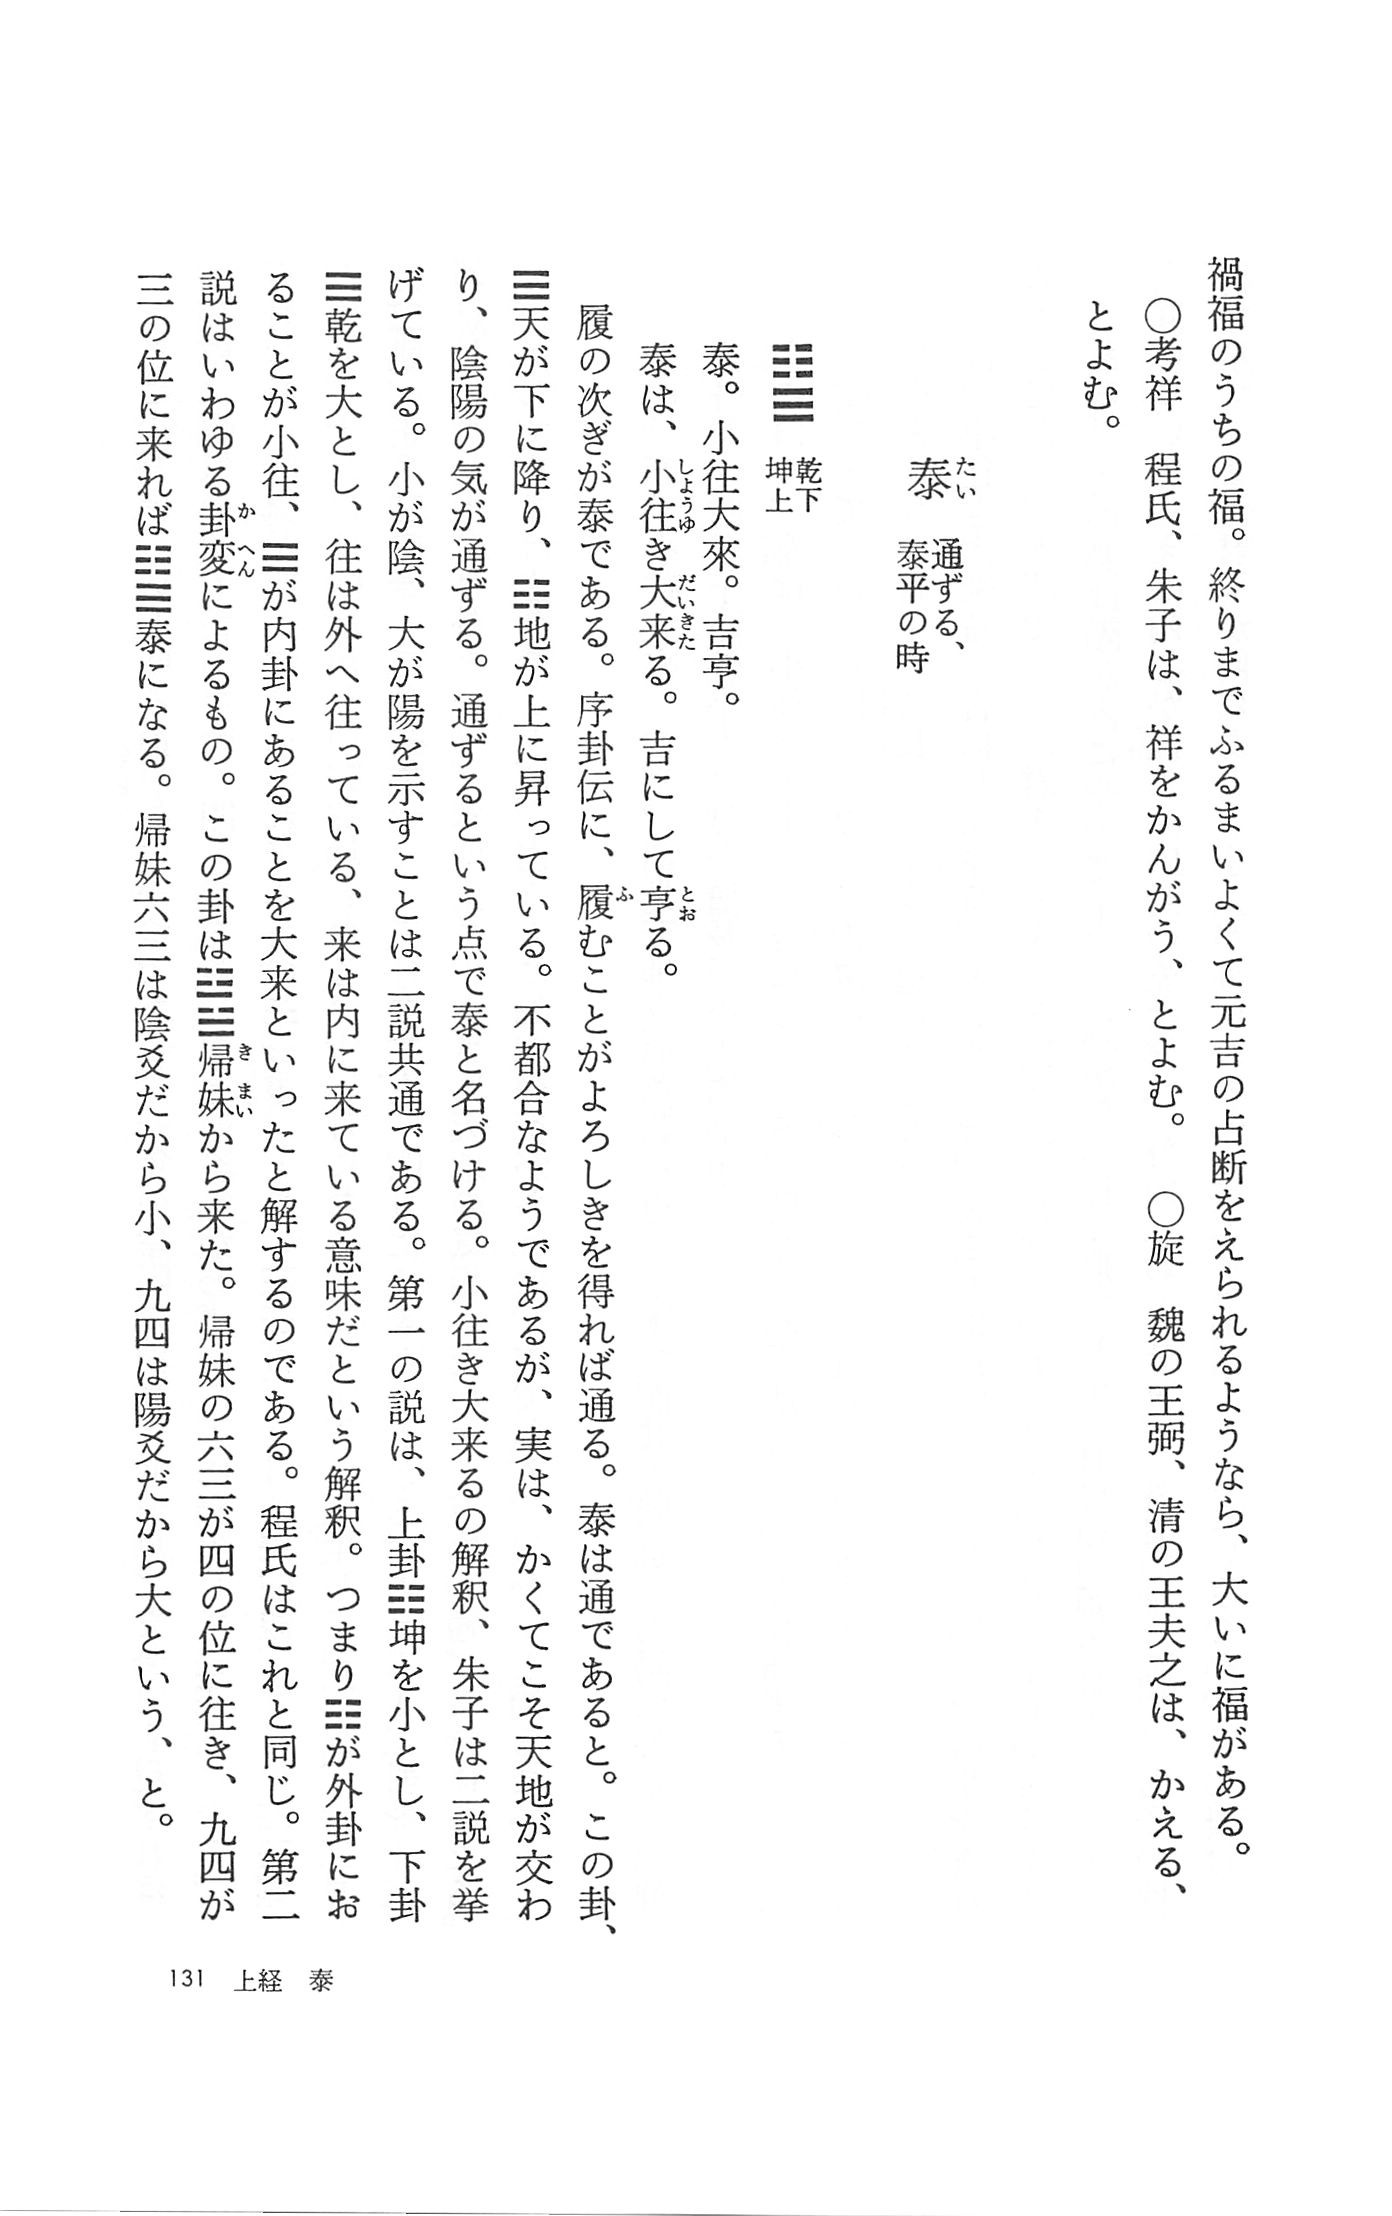 禍福のうちの福。終りまでふるまいよくて元吉の占断をえられるようなら、大いに福がある。
○考祥　程氏、朱子は、祥をかんがう、とよむ。　○旋　魏の王弼、清の王夫之は、かえる、
とよむ。
泰　通ずる、
たい
泰平の時
䷊　乾下
坤上
泰。小往大來。吉亨。
泰は、小往き大来る。吉にして亨る。
しようゆ　だいきた　とお
履の次ぎが泰である。序卦伝に、履むことがよろしきを得れば通る。泰は通であると。この卦、
ふ
☰天が下に降り、☷地が上に昇っている。不都合なようであるが、実は、かくてこそ天地が交わ
り、陰陽の気が通ずる。通ずるという点で泰と名づける。小往き大来るの解釈、朱子は二説を挙
げている。小が陰、大が陽を示すことは二説共通である。第一の説は、上卦☷坤を小とし、下卦
☰乾を大とし、往は外へ往っている、来は内に来ている意味だという解釈。つまり☷が外卦にお
ることが小往、☰が内卦にあることを大来といったと解するのである。程氏はこれと同じ。第二
説はいわゆる卦変によるもの。この卦は䷵帰妹から来た。帰妹の六三が四の位に往き、九四が
か　へん　き　まい
三の位に来れば䷊泰になる。帰妹六三は陰爻だから小、九四は陽爻だから大という、と。
131　上経　泰